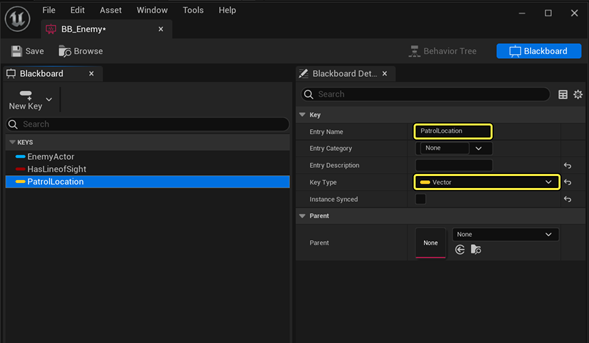 File Edit Asset Window Tools Help
BB_Enemy•
Save Browse Behavior Tree Blackboard
Blackboard
New Key
Search
KEYS
EnemyActor
HasLineofSight
PatrolLocation
Blackboard Det...
Search
Key
Entry Name PatrolLocation
Entry Category None
Entry Description
Key Type Vector
Instance Synced
Parent
Parent None None